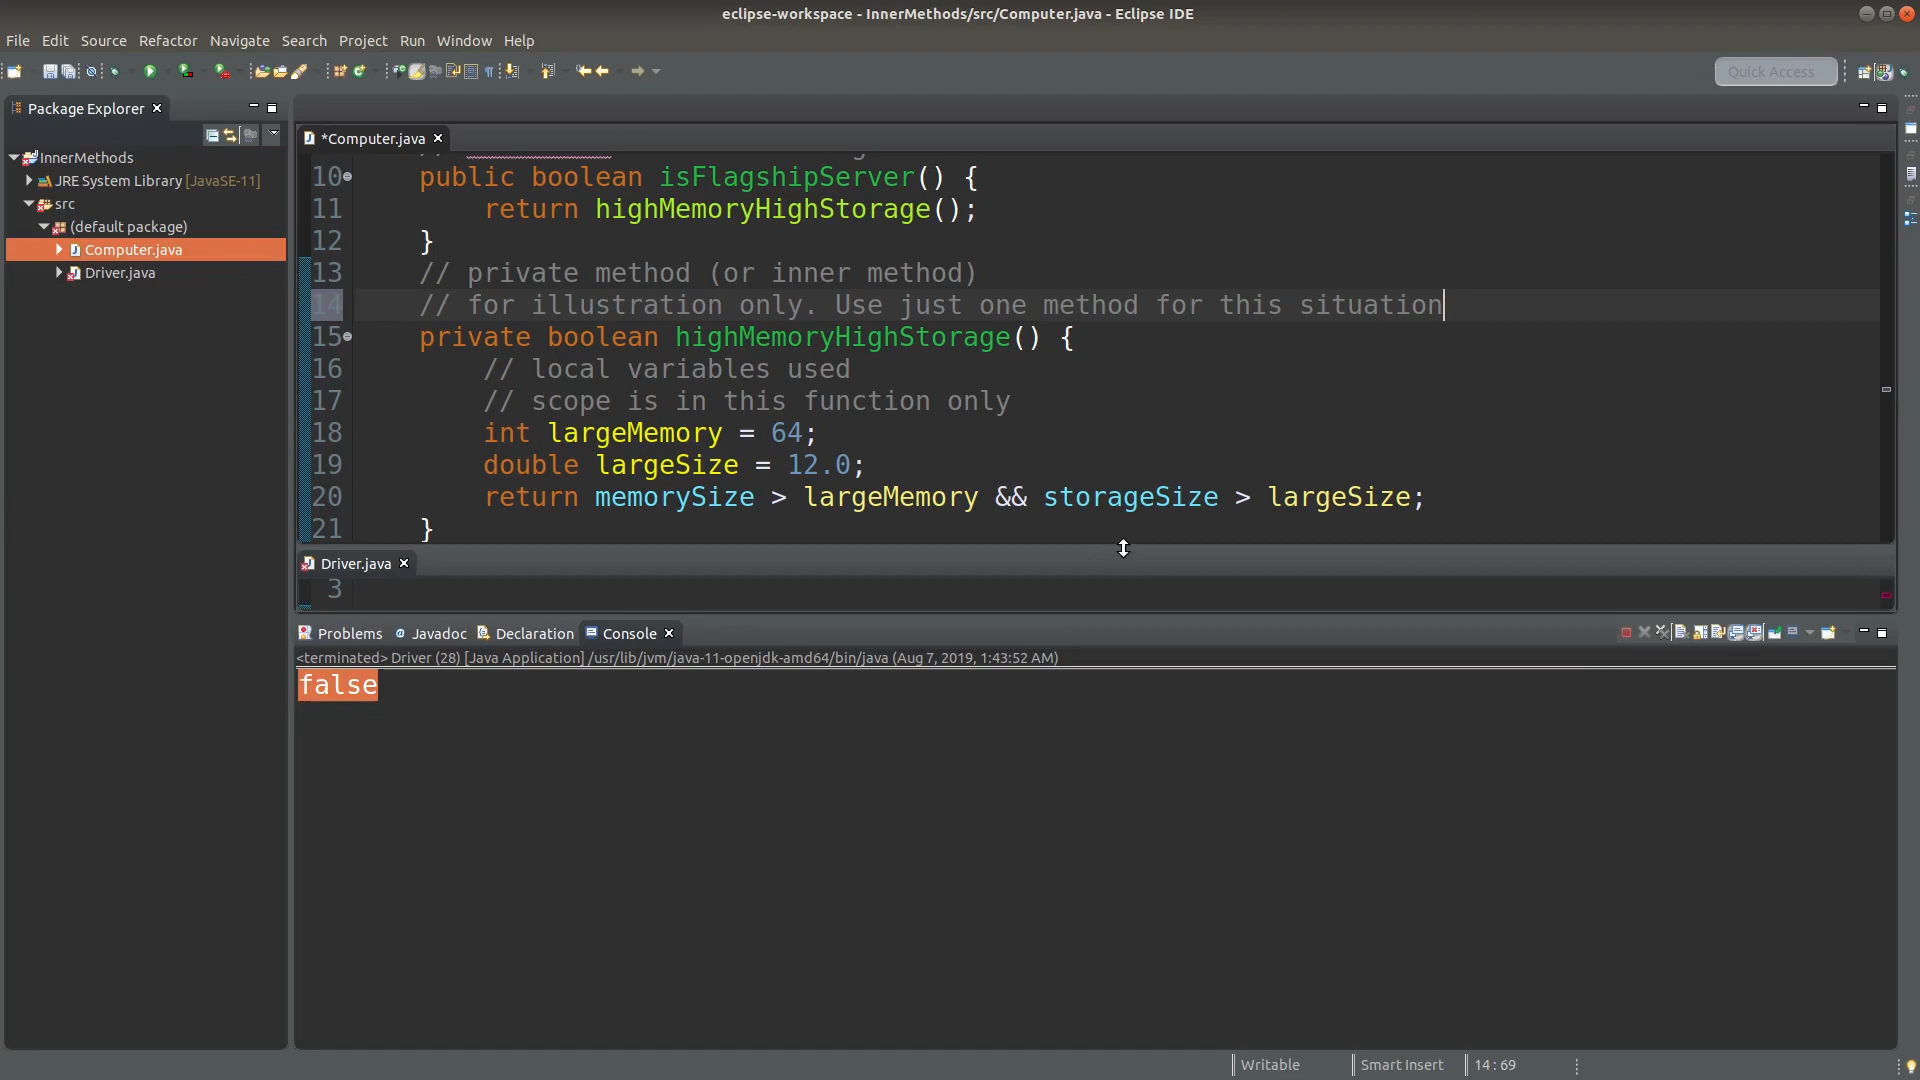 eclipse-workspace - InnerMethods/src/Computer.java - Eclipse IDE
File Edit Source Refactor Navigate Search Project Run Window Help
Quick Access
Package Explorer
InnerMethods
JRE System Library [JavaSE-11]
src
(default package)
Computer.java
Driver.java
*Computer.java
10 public boolean isFlagshipServer() {
11 return highMemoryHighStorage();
12 }
13 // private method (or inner method)
14 // for illustration only. Use just one method for this situation
15 private boolean highMemoryHighStorage() {
16 // local variables used
17 // scope is in this function only
18 int largeMemory = 64;
19 double largeSize = 12.0;
20 return memorySize > largeMemory && storageSize > largeSize;
21 }
Driver.java
3
Problems @ Javadoc Declaration Console
<terminated> Driver (28) [Java Application] /usr/lib/jvm/java-11-openjdk-amd64/bin/java (Aug 7, 2019, 1:43:52 AM)
false
Writable Smart Insert 14 : 69